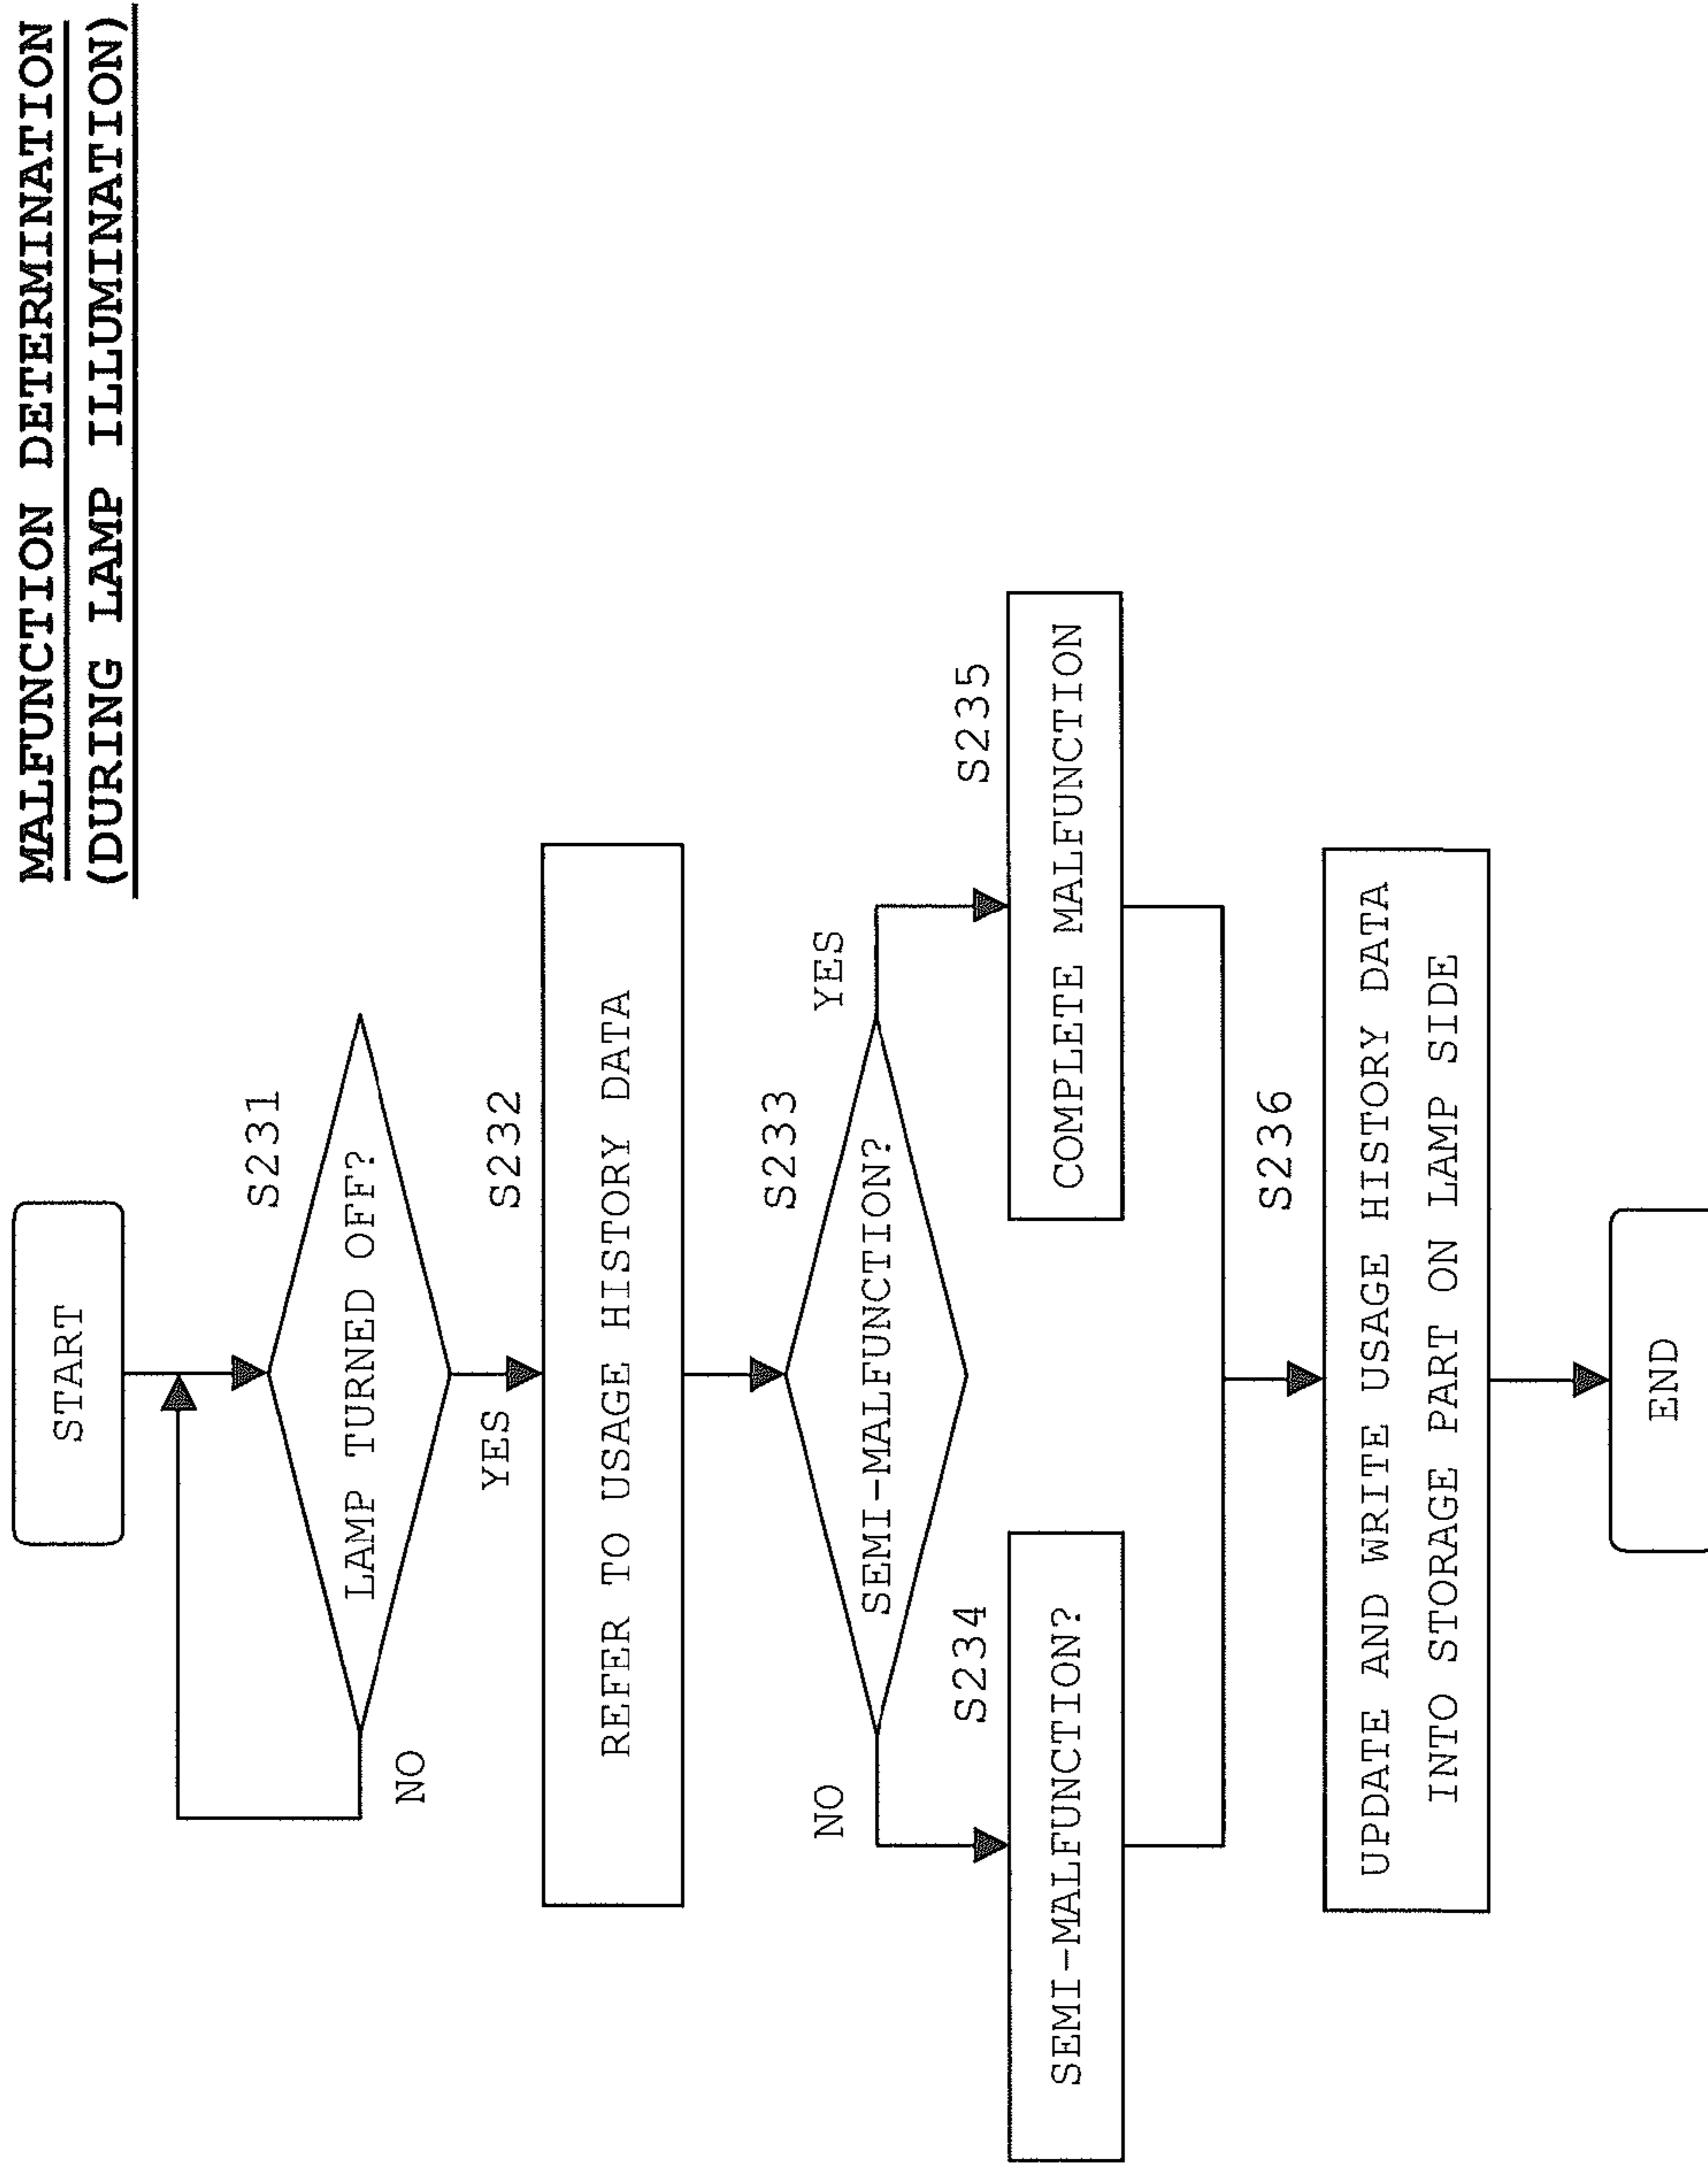 MALFUNCTION DETERMINATION
(DURING LAMP ILLUMINATION)
START
S231
LAMP TURNED OFF?
NO
YES
S232
REFER TO USAGE HISTORY DATA
S233
SEMI-MALFUNCTION?
NO
YES
S234
SEMI-MALFUNCTION?
S235
COMPLETE MALFUNCTION
S236
UPDATE AND WRITE USAGE HISTORY DATA
INTO STORAGE PART ON LAMP SIDE
END